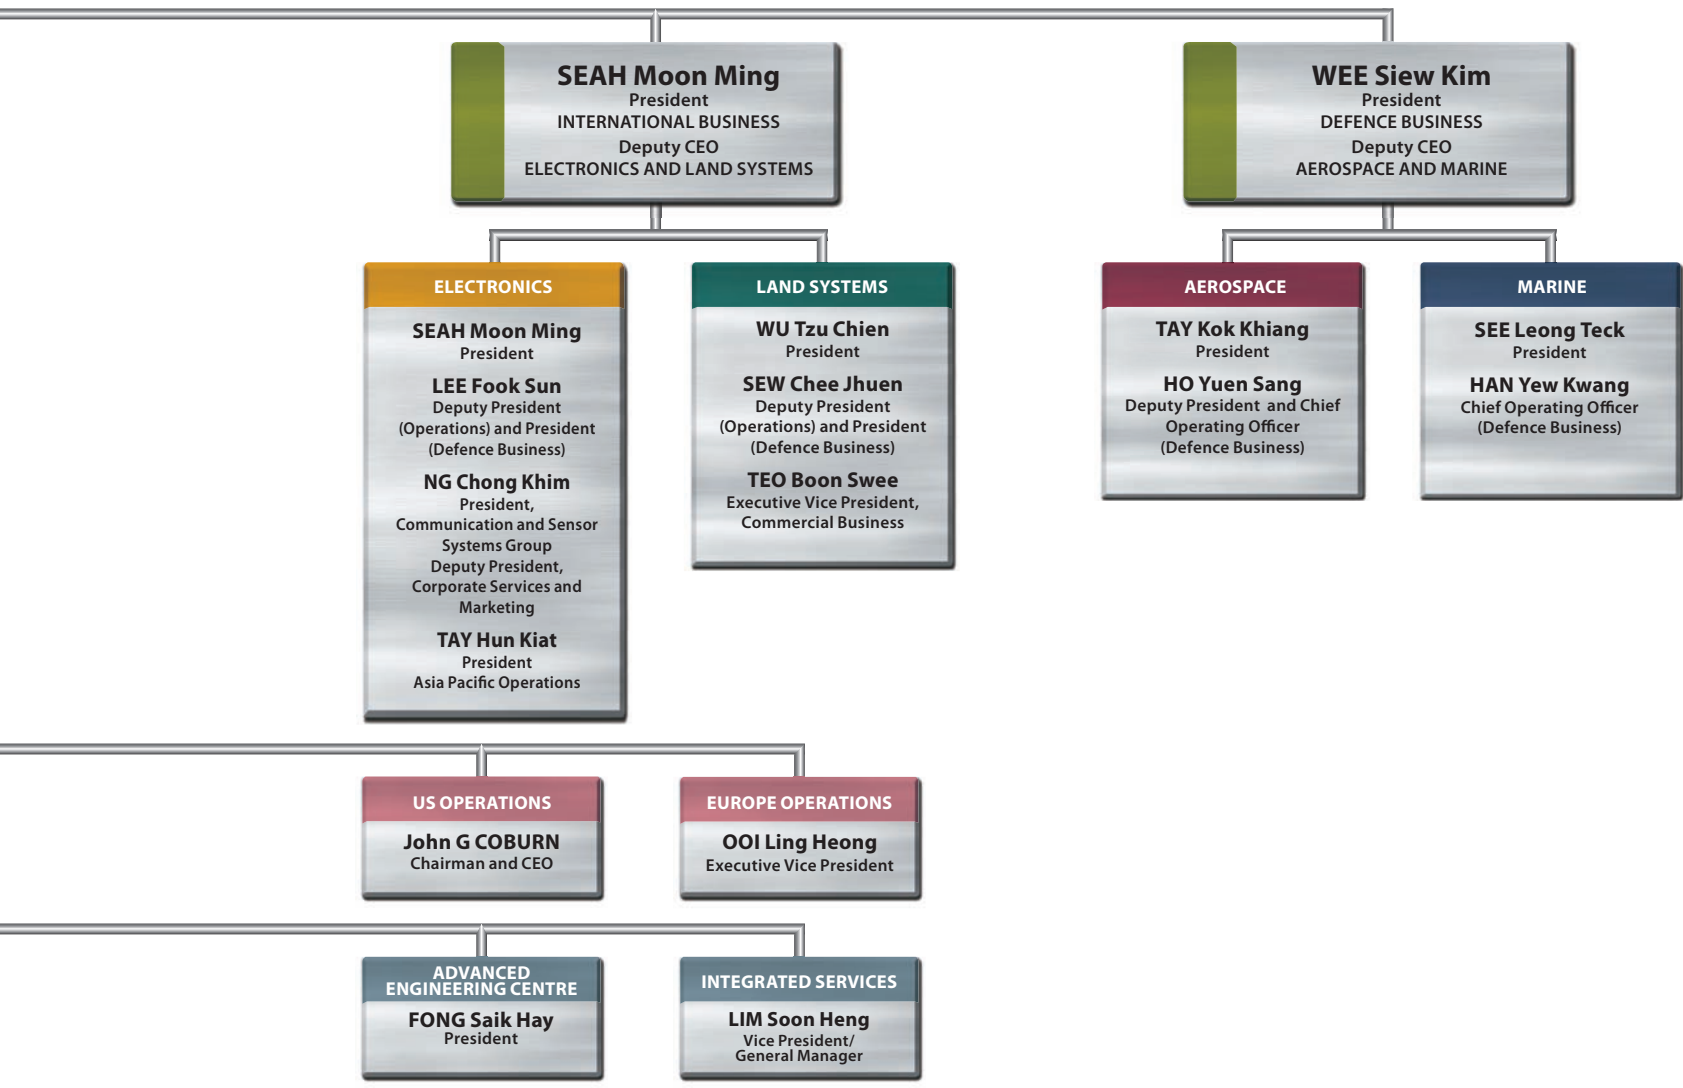 SEAH Moon Ming
President
INTERNATIONAL BUSINESS
Deputy CEO
ELECTRONICS AND LAND SYSTEMS
WEE Siew Kim
President
DEFENCE BUSINESS
Deputy CEO
AEROSPACE AND MARINE
ELECTRONICS
SEAH Moon Ming
President
LEE Fook Sun
Deputy President
(Operations) and President
(Defence Business)
NG Chong Khim
President,
Communication and Sensor
Systems Group
Deputy President,
Corporate Services and
Marketing
TAY Hun Kiat
President
Asia Pacific Operations
LAND SYSTEMS
WU Tzu Chien
President
SEW Chee Jhuen
Deputy President
(Operations) and President
(Defence Business)
TEO Boon Swee
Executive Vice President,
Commercial Business
AEROSPACE
TAY Kok Khiang
President
HO Yuen Sang
Deputy President and Chief
Operating Officer
(Defence Business)
MARINE
SEE Leong Teck
President
HAN Yew Kwang
Chief Operating Officer
(Defence Business)
US OPERATIONS
John G COBURN
Chairman and CEO
EUROPE OPERATIONS
OOI Ling Heong
Executive Vice President
ADVANCED
ENGINEERING CENTRE
FONG Saik Hay
President
INTEGRATED SERVICES
LIM Soon Heng
Vice President/
General Manager